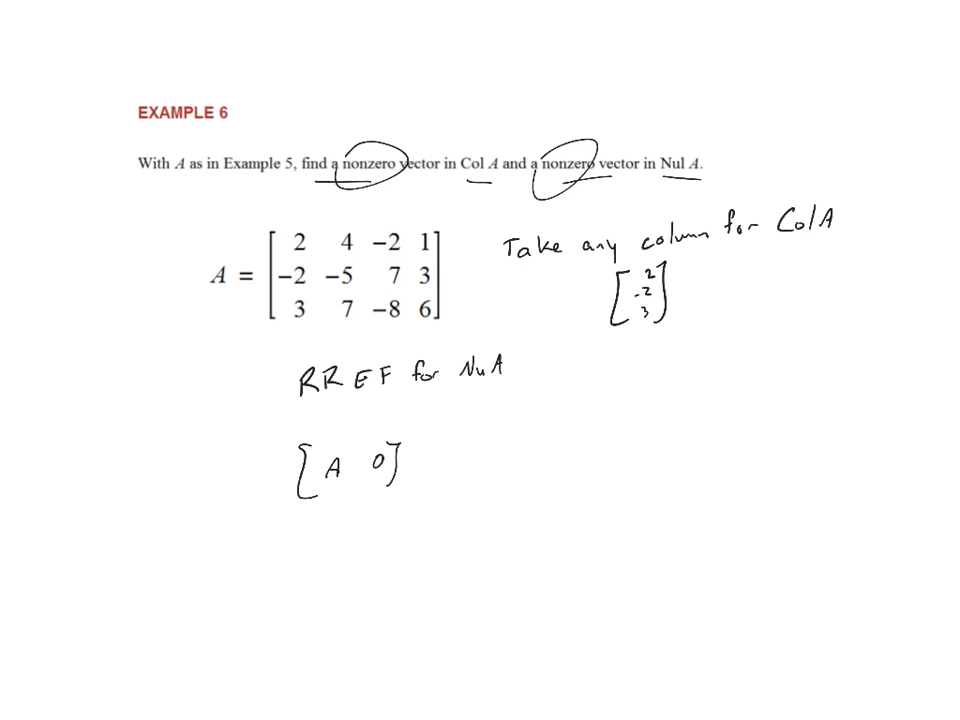 EXAMPLE 6
With A as in Example 5, find a nonzero vector in Col A and a nonzero vector in Nul A.
Take any column for Col A
A = [ 2 4 −2 1
−2 −5 7 3
3 7 −8 6 ]
[ 2
-2
3 ]
RREF for Nu A
[ A 0 ]